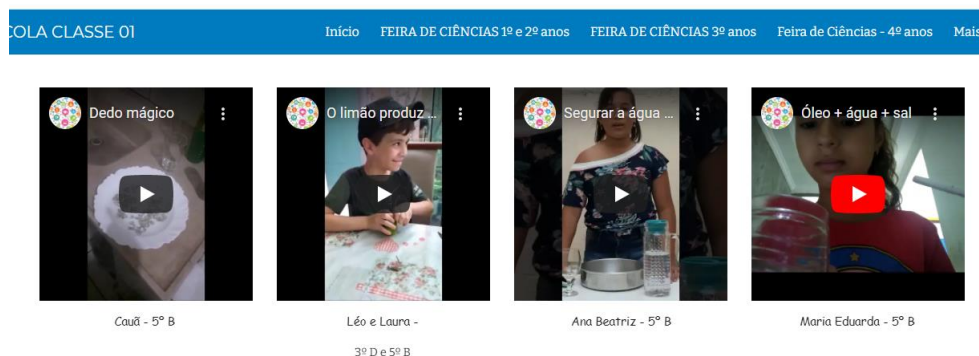 COLA CLASSE 01
Início FEIRA DE CIÊNCIAS 1º e 2º anos FEIRA DE CIÊNCIAS 3º anos Feira de Ciências - 4º anos Mais
Dedo mágico
O limão produz ...
Segurar a água ...
Óleo + água + sal
Cauã - 5º B
Léo e Laura -
3º D e 5º B
Ana Beatriz - 5º B
Maria Eduarda - 5º B